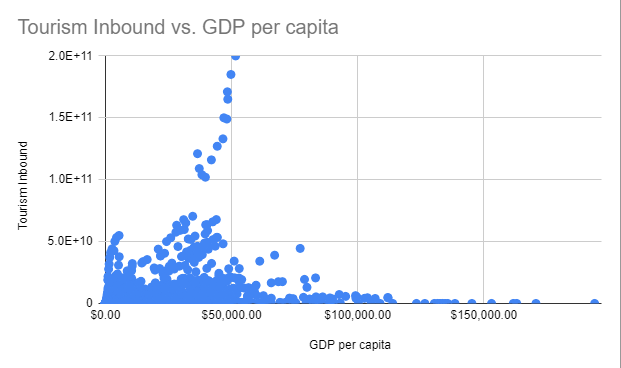 Tourism Inbound vs. GDP per capita
2.0E+11
1.5E+11
1.0E+11
5.0E+10
0
Tourism Inbound
$0.00 $50,000.00 $100,000.00 $150,000.00
GDP per capita